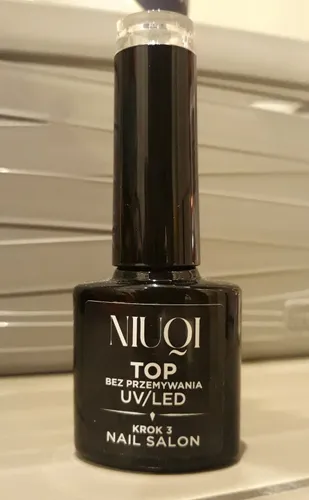 NIUQI
TOP
BEZ PRZEMYWANIA
UV/LED
KROK 3
NAIL SALON